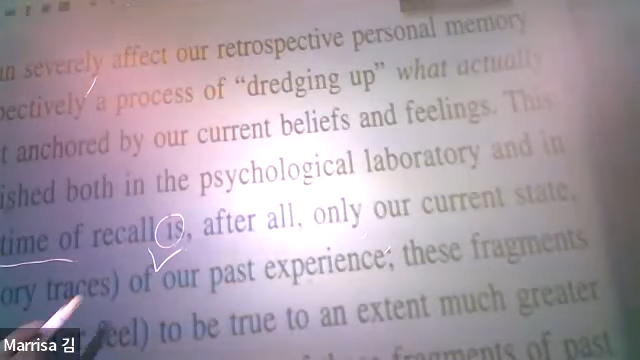 severely affect our retrospective personal memory
a process of “dredging up” what actually
t anchored by our current beliefs and feelings. This
ished both in the psychological laboratory and in
time of recall is, after all, only our current state,
ory traces) of our past experience; these fragments
feel) to be true to an extent much greater
fragments of past
Marrisa 김